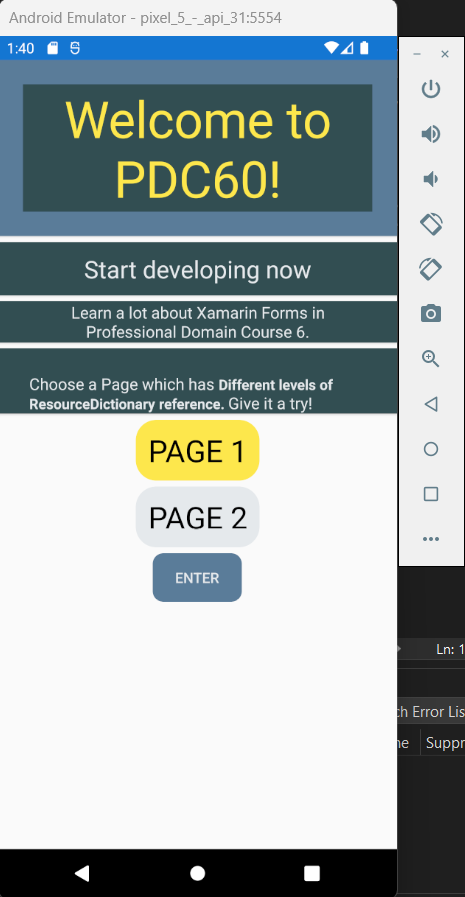 Android Emulator - pixel_5_-_api_31:5554
1:40
Welcome to
PDC60!
Start developing now
Learn a lot about Xamarin Forms in
Professional Domain Course 6.
Choose a Page which has Different levels of
ResourceDictionary reference. Give it a try!
PAGE 1
PAGE 2
ENTER
Ln: 1
ch Error Lis
ne Suppr